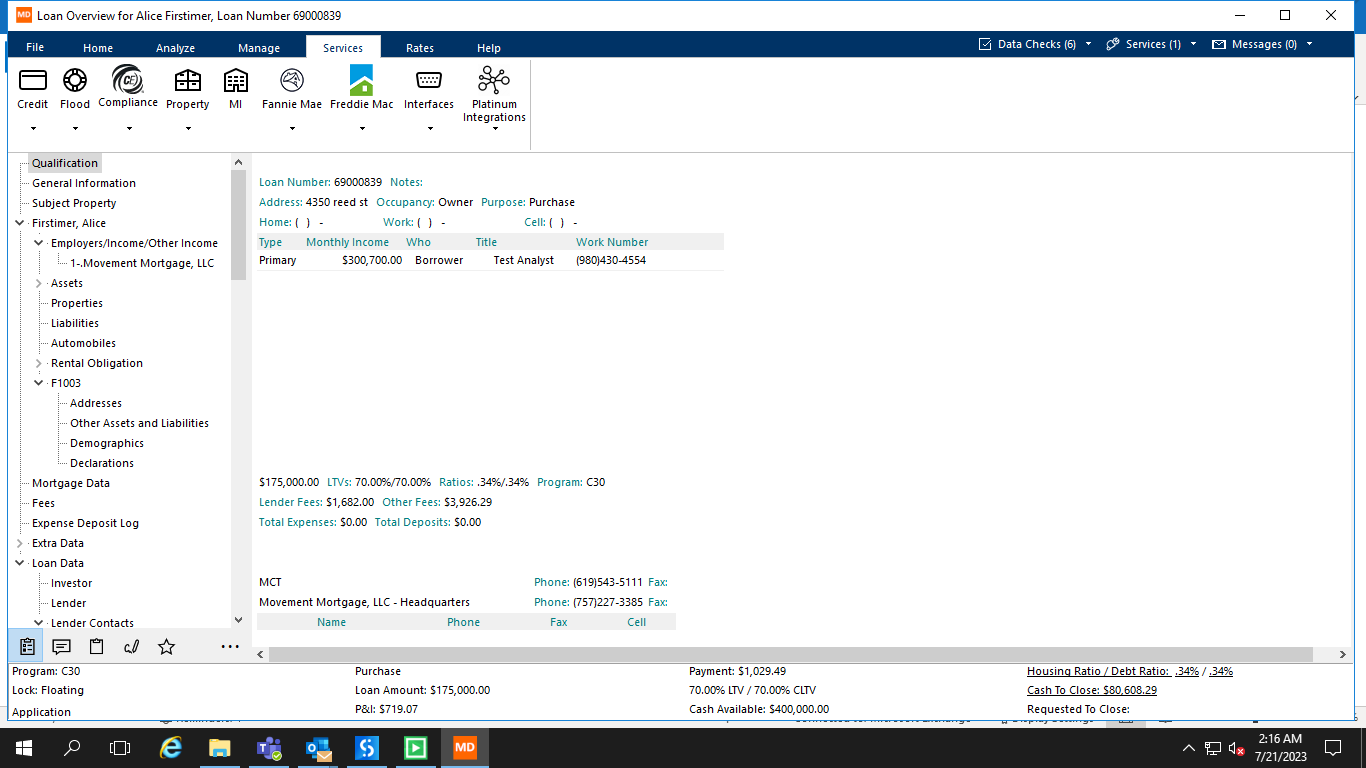 MD Loan Overview for Alice Firstimer, Loan Number 69000839
File Home Analyze Manage Services Rates Help Data Checks (6) Services (1) Messages (0)
Credit Flood Compliance Property MI Fannie Mae Freddie Mac Interfaces Platinum Integrations
Qualification
General Information
Subject Property
Firstimer, Alice
Employers/Income/Other Income
1-.Movement Mortgage, LLC
Assets
Properties
Liabilities
Automobiles
Rental Obligation
F1003
Addresses
Other Assets and Liabilities
Demographics
Declarations
Mortgage Data
Fees
Expense Deposit Log
Extra Data
Loan Data
Investor
Lender
Lender Contacts
Loan Number: 69000839 Notes:
Address: 4350 reed st Occupancy: Owner Purpose: Purchase
Home: ( ) - Work: ( ) - Cell: ( ) -
Type Monthly Income Who Title Work Number
Primary $300,700.00 Borrower Test Analyst (980)430-4554
$175,000.00 LTVs: 70.00%/70.00% Ratios: .34%/.34% Program: C30
Lender Fees: $1,682.00 Other Fees: $3,926.29
Total Expenses: $0.00 Total Deposits: $0.00
MCT Phone: (619)543-5111 Fax:
Movement Mortgage, LLC - Headquarters Phone: (757)227-3385 Fax:
Name Phone Fax Cell
Program: C30 Purchase Payment: $1,029.49 Housing Ratio / Debt Ratio: .34% / .34%
Lock: Floating Loan Amount: $175,000.00 70.00% LTV / 70.00% CLTV Cash To Close: $80,608.29
Application P&I: $719.07 Cash Available: $400,000.00 Requested To Close:
MD
2:16 AM
7/21/2023